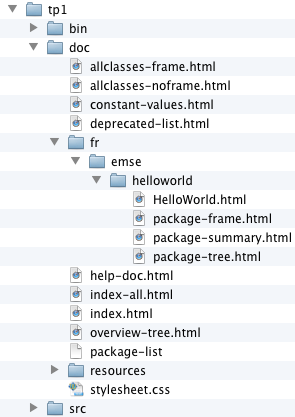 tp1
bin
doc
allclasses-frame.html
allclasses-noframe.html
constant-values.html
deprecated-list.html
fr
emse
helloworld
HelloWorld.html
package-frame.html
package-summary.html
package-tree.html
help-doc.html
index-all.html
index.html
overview-tree.html
package-list
resources
stylesheet.css
src